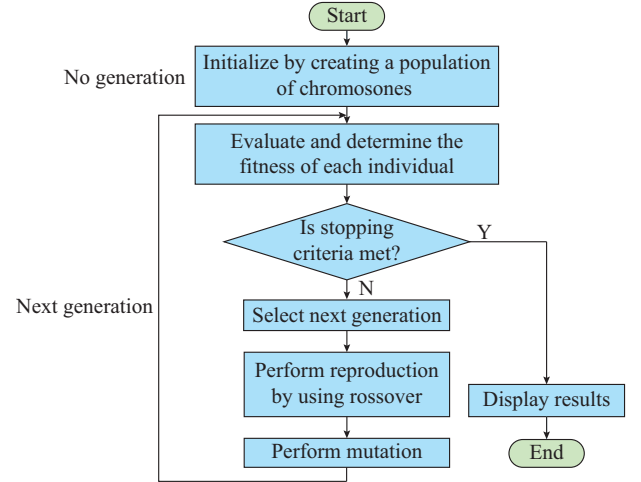 Start
No generation
Initialize by creating a population
of chromosones
Evaluate and determine the
fitness of each individual
Is stopping
criteria met?
Y
N
Next generation
Select next generation
Perform reproduction
by using rossover
Display results
Perform mutation
End